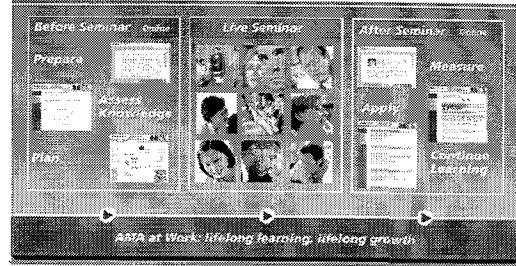 Before Seminar Online
Prepare
Assess
Knowledge
Plan
Live Seminar
After Seminar Online
Measure
Apply
Continue
Learning
AMA at Work: lifelong learning, lifelong growth